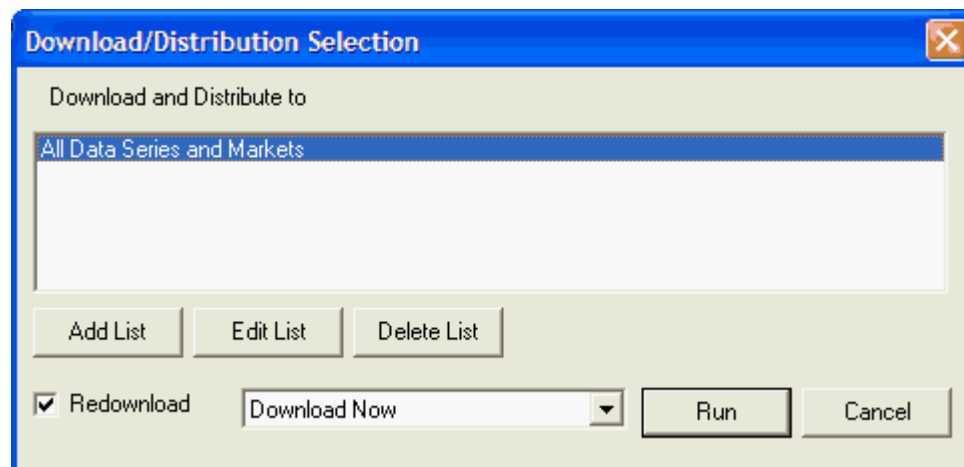 Download/Distribution Selection
Download and Distribute to
All Data Series and Markets
Add List Edit List Delete List
Redownload Download Now Run Cancel